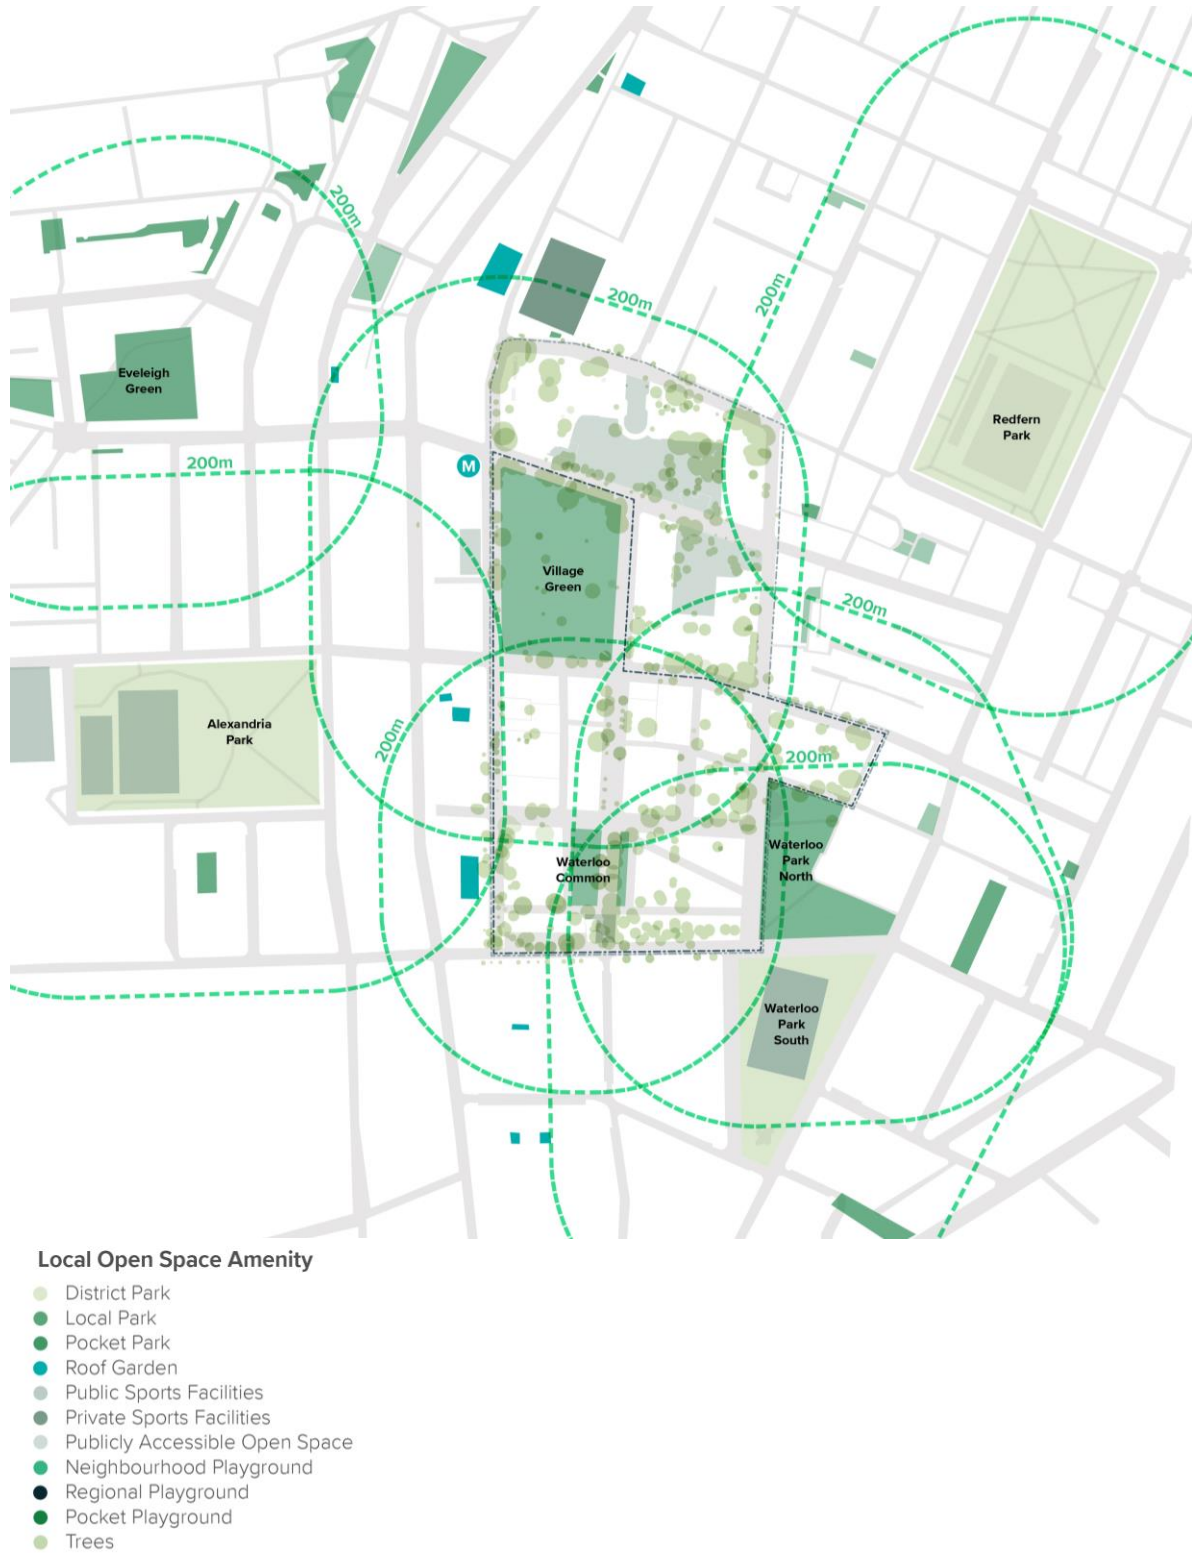 200m
200m
200m
Eveleigh
Green
Redfern
Park
200m
M
Village
Green
200m
Alexandria
Park
200m
200m
Waterloo
Common
Waterloo
Park
North
Waterloo
Park
South
Local Open Space Amenity
District Park
Local Park
Pocket Park
Roof Garden
Public Sports Facilities
Private Sports Facilities
Publicly Accessible Open Space
Neighbourhood Playground
Regional Playground
Pocket Playground
Trees